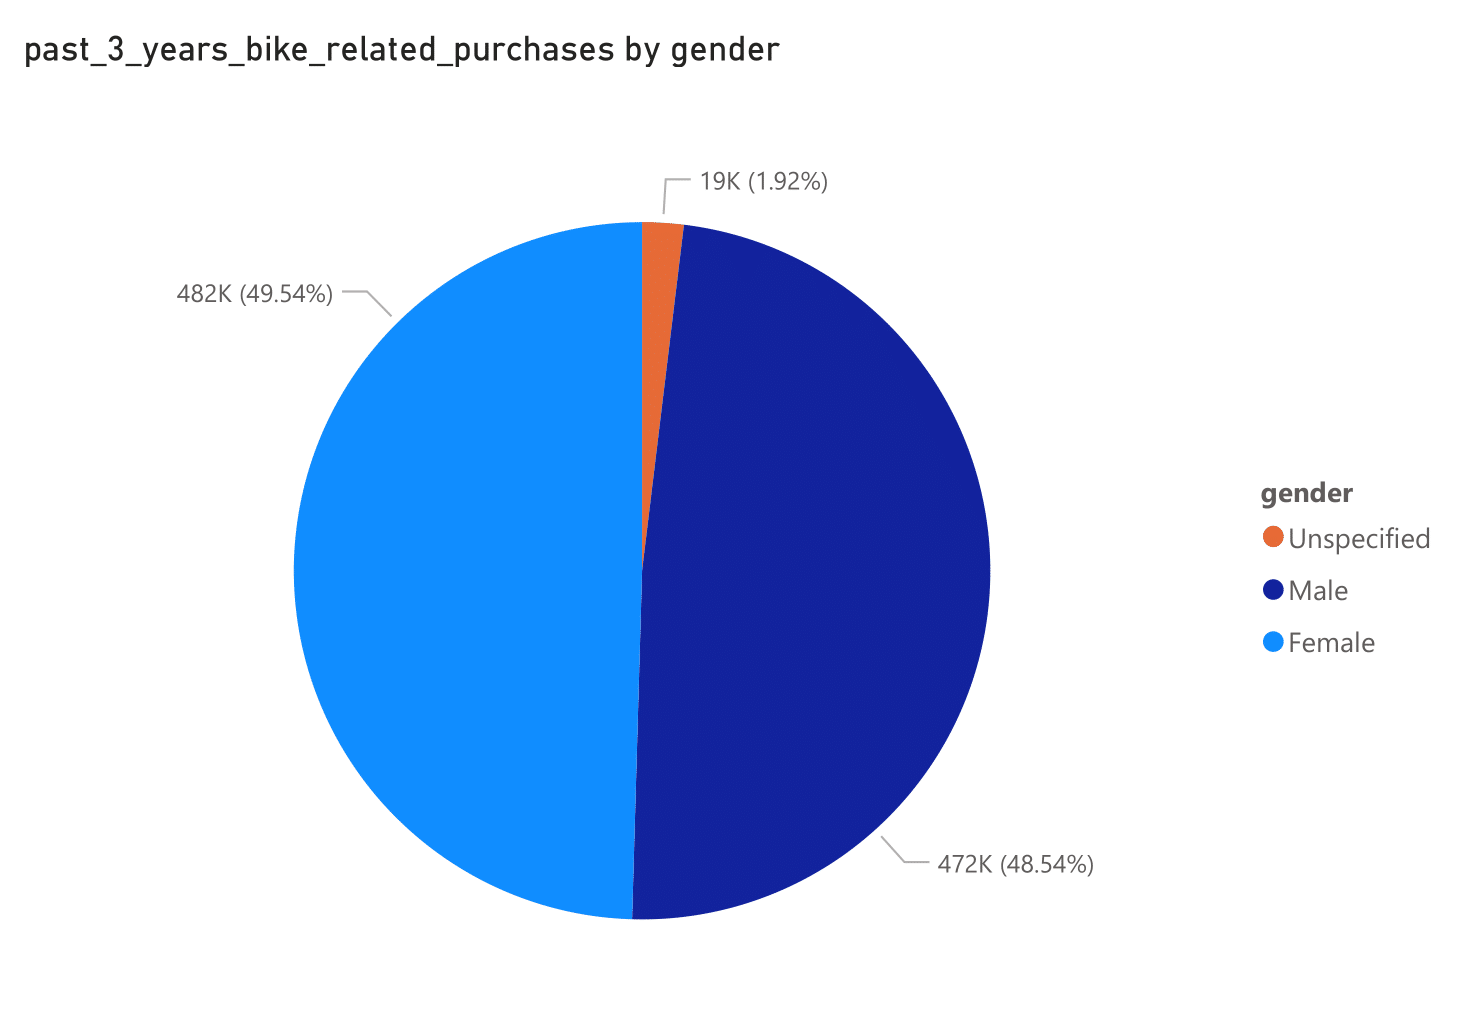 past_3_years_bike_related_purchases by gender
19K (1.92%)
482K (49.54%)
472K (48.54%)
gender
Unspecified
Male
Female